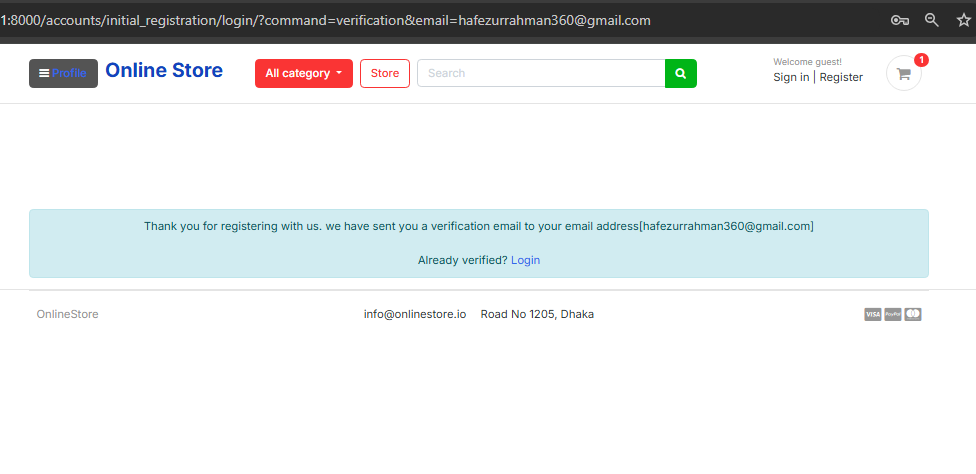 1:8000/accounts/initial_registration/login/?command=verification&email=hafezurrahman360@gmail.com
Profile Online Store All category Store Search Welcome guest! 1
Sign in | Register
Thank you for registering with us. we have sent you a verification email to your email address[hafezurrahman360@gmail.com]
Already verified? Login
OnlineStore info@onlinestore.io Road No 1205, Dhaka VISA PayPal